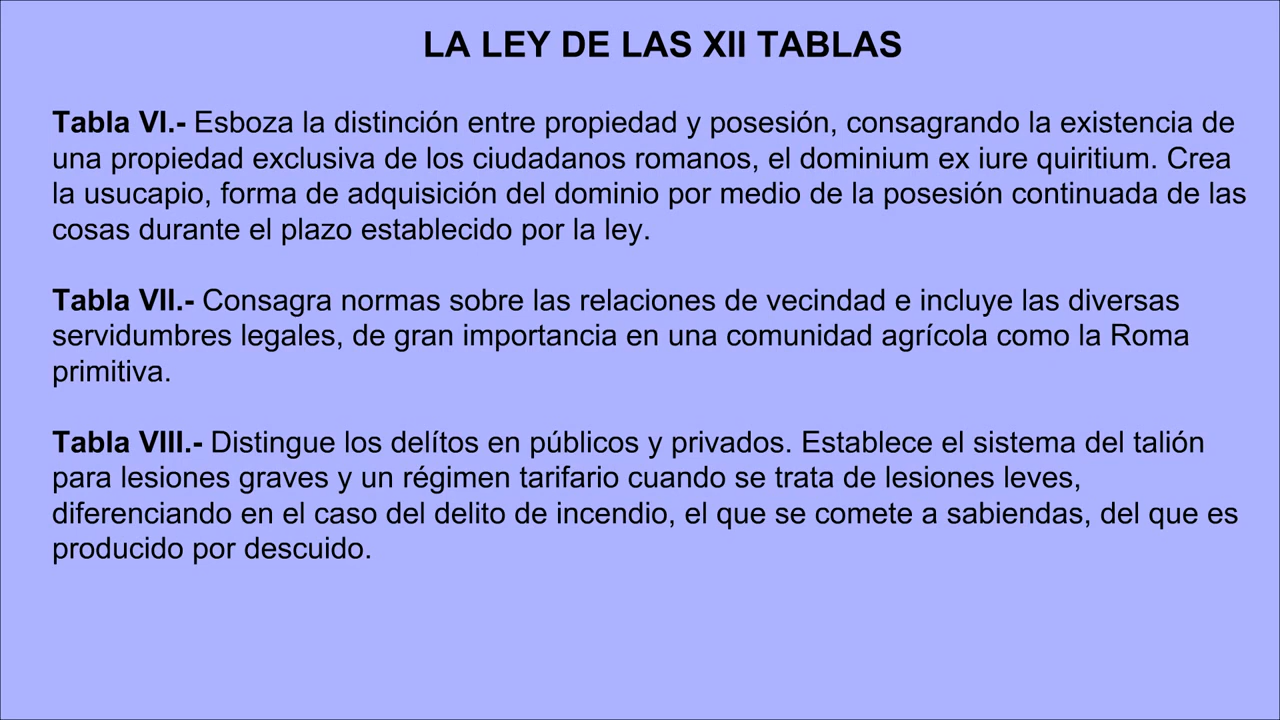 LA LEY DE LAS XII TABLAS
Tabla VI.- Esboza la distinción entre propiedad y posesión, consagrando la existencia de
una propiedad exclusiva de los ciudadanos romanos, el dominium ex iure quiritium. Crea
la usucapio, forma de adquisición del dominio por medio de la posesión continuada de las
cosas durante el plazo establecido por la ley.
Tabla VII.- Consagra normas sobre las relaciones de vecindad e incluye las diversas
servidumbres legales, de gran importancia en una comunidad agrícola como la Roma
primitiva.
Tabla VIII.- Distingue los delítos en públicos y privados. Establece el sistema del talión
para lesiones graves y un régimen tarifario cuando se trata de lesiones leves,
diferenciando en el caso del delito de incendio, el que se comete a sabiendas, del que es
producido por descuido.